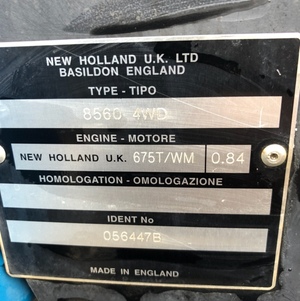 NEW HOLLAND U.K. LTD
BASILDON ENGLAND
TYPE - TIPO
8560 4WD
ENGINE - MOTORE
NEW HOLLAND U.K. 675T/WM 0.84
HOMOLOGATION - OMOLOGAZIONE
IDENT No
056447B
MADE IN ENGLAND